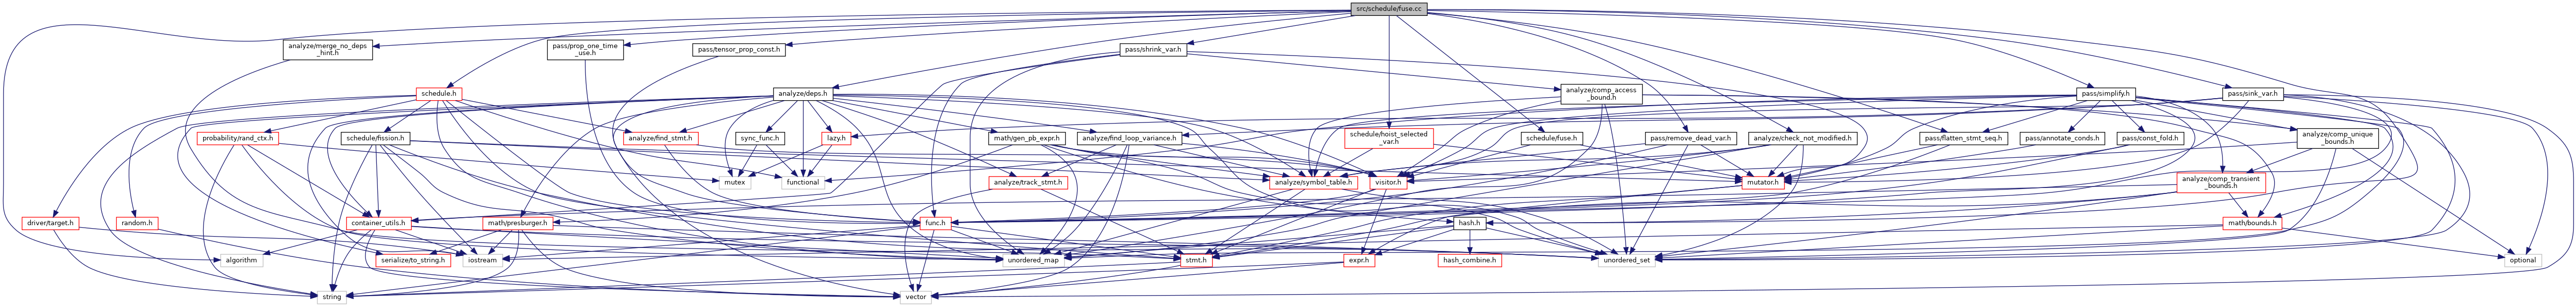 src/schedule/fuse.cc
analyze/merge_no_deps
_hint.h
pass/prop_one_time
_use.h
pass/tensor_prop_const.h
pass/shrink_var.h
schedule.h
analyze/deps.h
analyze/comp_access
_bound.h
pass/simplify.h
pass/sink_var.h
probability/rand_ctx.h
schedule/fission.h
analyze/find_stmt.h
sync_func.h
lazy.h
math/gen_pb_expr.h
analyze/find_loop_variance.h
schedule/hoist_selected
_var.h
schedule/fuse.h
pass/remove_dead_var.h
analyze/check_not_modified.h
pass/flatten_stmt_seq.h
pass/annotate_conds.h
pass/const_fold.h
analyze/comp_unique
_bounds.h
mutex
functional
analyze/track_stmt.h
analyze/symbol_table.h
visitor.h
mutator.h
analyze/comp_transient
_bounds.h
driver/target.h
random.h
container_utils.h
math/presburger.h
func.h
hash.h
math/bounds.h
algorithm
serialize/to_string.h
iostream
unordered_map
stmt.h
expr.h
hash_combine.h
unordered_set
optional
string
vector